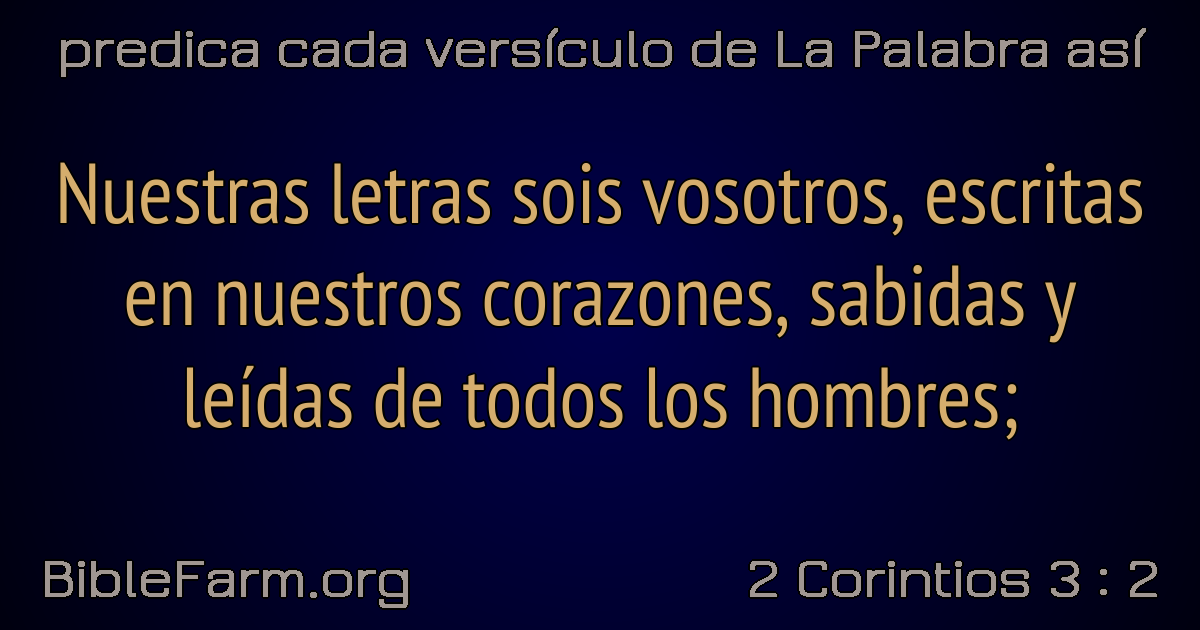 predica cada versículo de La Palabra así
Nuestras letras sois vosotros, escritas
en nuestros corazones, sabidas y
leídas de todos los hombres;
BibleFarm.org
2 Corintios 3 : 2